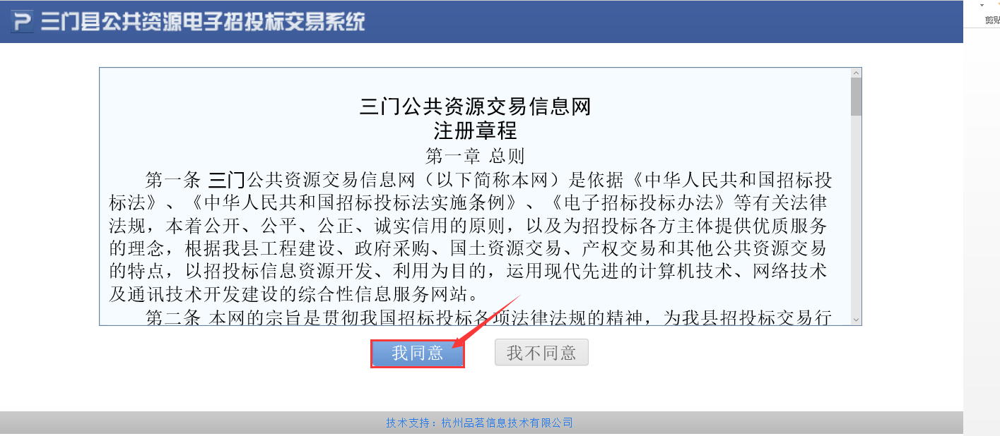 三门县公共资源电子招投标交易系统
剪贴
三门公共资源交易信息网
注册章程
第一章 总则
第一条 三门公共资源交易信息网（以下简称本网）是依据《中华人民共和国招标投
标法》、《中华人民共和国招标投标法实施条例》、《电子招标投标办法》等有关法律
法规，本着公开、公平、公正、诚实信用的原则，以及为招投标各方主体提供优质服务
的理念，根据我县工程建设、政府采购、国土资源交易、产权交易和其他公共资源交易
的特点，以招投标信息资源开发、利用为目的，运用现代先进的计算机技术、网络技术
及通讯技术开发建设的综合性信息服务网站。
第二条 本网的宗旨是贯彻我国招标投标各项法律法规的精神，为我县招投标交易行
我同意
我不同意
技术支持：杭州品茗信息技术有限公司